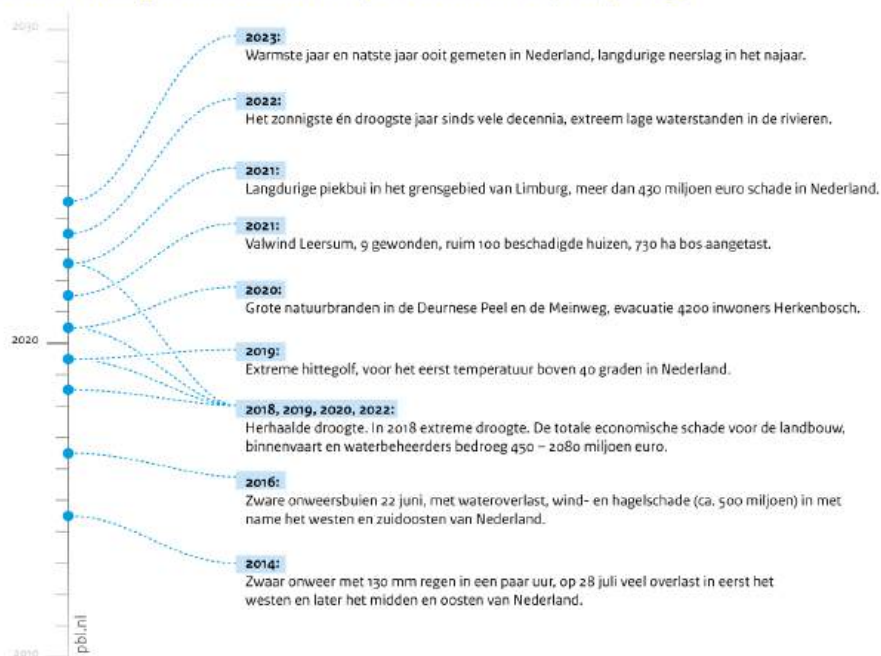 2030
2023:
Warmste jaar en natste jaar ooit gemeten in Nederland, langdurige neerslag in het najaar.
2022:
Het zonnigste én droogste jaar sinds vele decennia, extreem lage waterstanden in de rivieren.
2021:
Langdurige piekbui in het grensgebied van Limburg, meer dan 430 miljoen euro schade in Nederland.
2021:
Valwind Leersum, 9 gewonden, ruim 100 beschadigde huizen, 730 ha bos aangetast.
2020:
Grote natuurbranden in de Deurnese Peel en de Meinweg, evacuatie 4200 inwoners Herkenbosch.
2020
2019:
Extreme hittegolf, voor het eerst temperatuur boven 40 graden in Nederland.
2018, 2019, 2020, 2022:
Herhaalde droogte. In 2018 extreme droogte. De totale economische schade voor de landbouw,
binnenvaart en waterbeheerders bedroeg 450 – 2080 miljoen euro.
2016:
Zware onweersbuien 22 juni, met wateroverlast, wind- en hagelschade (ca. 500 miljoen) in met
name het westen en zuidoosten van Nederland.
2014:
Zwaar onweer met 130 mm regen in een paar uur, op 28 juli veel overlast in eerst het
westen en later het midden en oosten van Nederland.
pbl.nl
2010